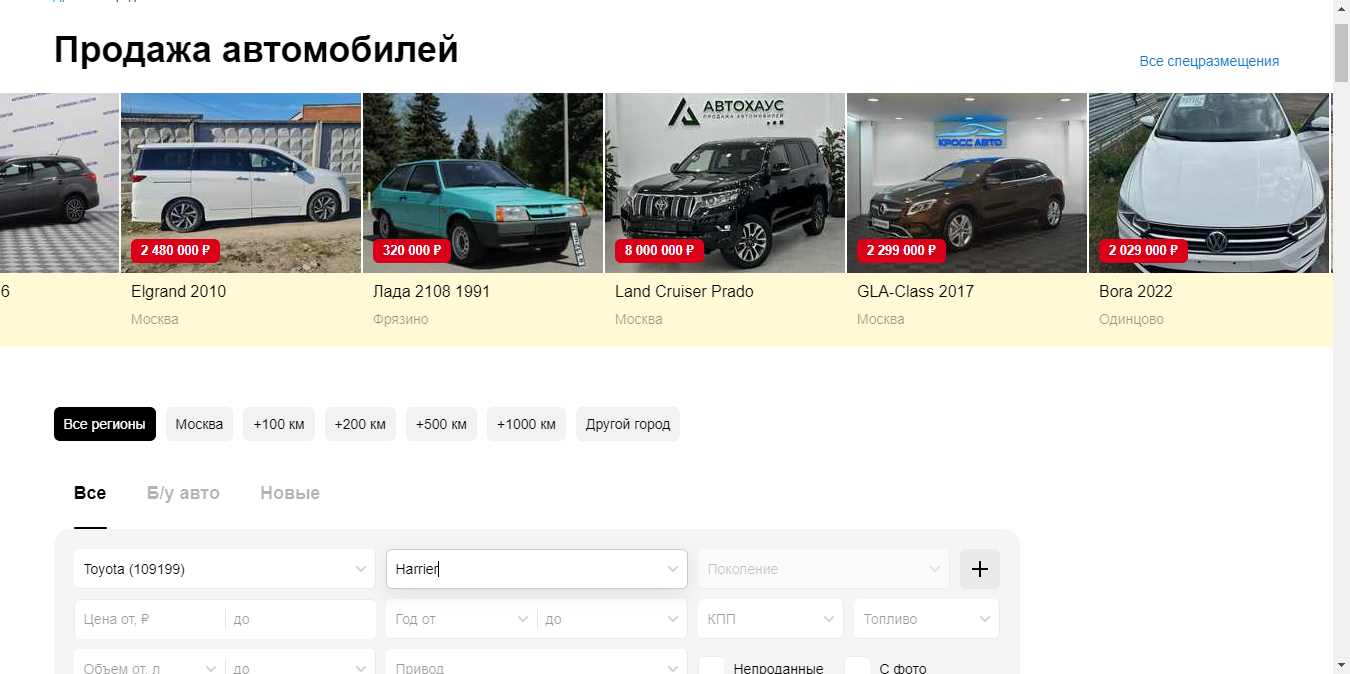 Продажа автомобилей
Все спецразмещения
АВТОХАУС
ПРОДАЖА АВТОМОБИЛЕЙ
КРОСС АВТО
2 480 000 ₽
320 000 ₽
8 000 000 ₽
2 299 000 ₽
2 029 000 ₽
6
Elgrand 2010
Лада 2108 1991
Land Cruiser Prado
GLA-Class 2017
Bora 2022
Москва
Фрязино
Москва
Москва
Одинцово
Все регионы
Москва
+100 км
+200 км
+500 км
+1000 км
Другой город
Все
Б/у авто
Новые
Toyota (109199)
Harrier
Поколение
Цена от, ₽
до
Год от
до
КПП
Топливо
Объем от, л
до
Привод
Непроданные
С фото